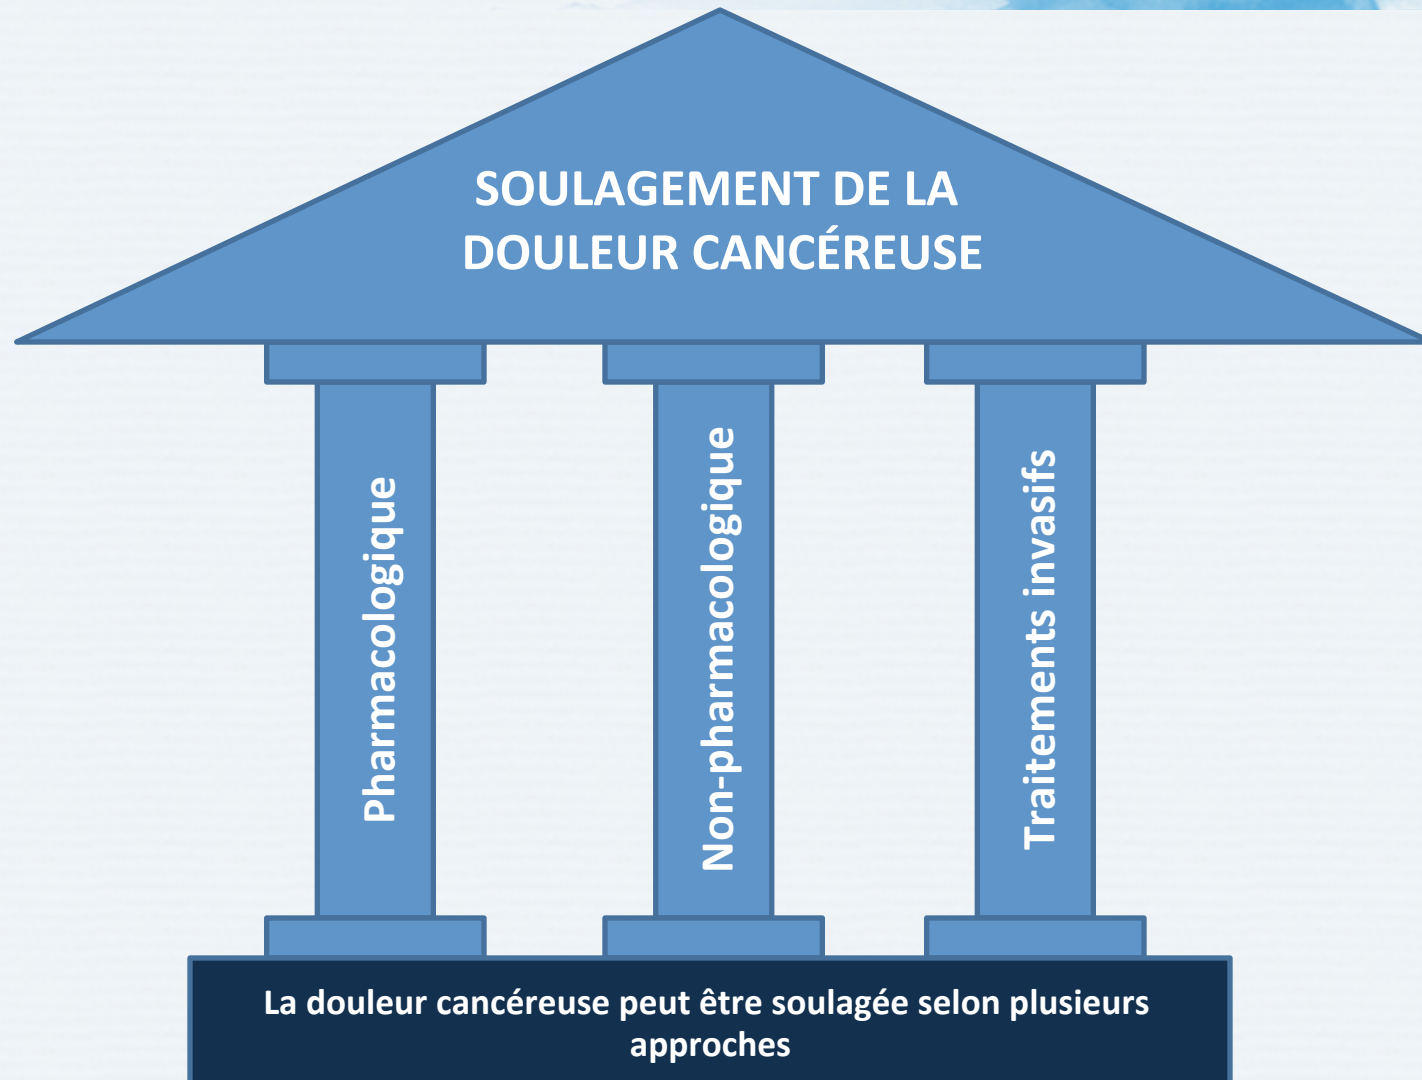 SOULAGEMENT DE LA
DOULEUR CANCÉREUSE
Pharmacologique
Non-pharmacologique
Traitements invasifs
La douleur cancéreuse peut être soulagée selon plusieurs
approches